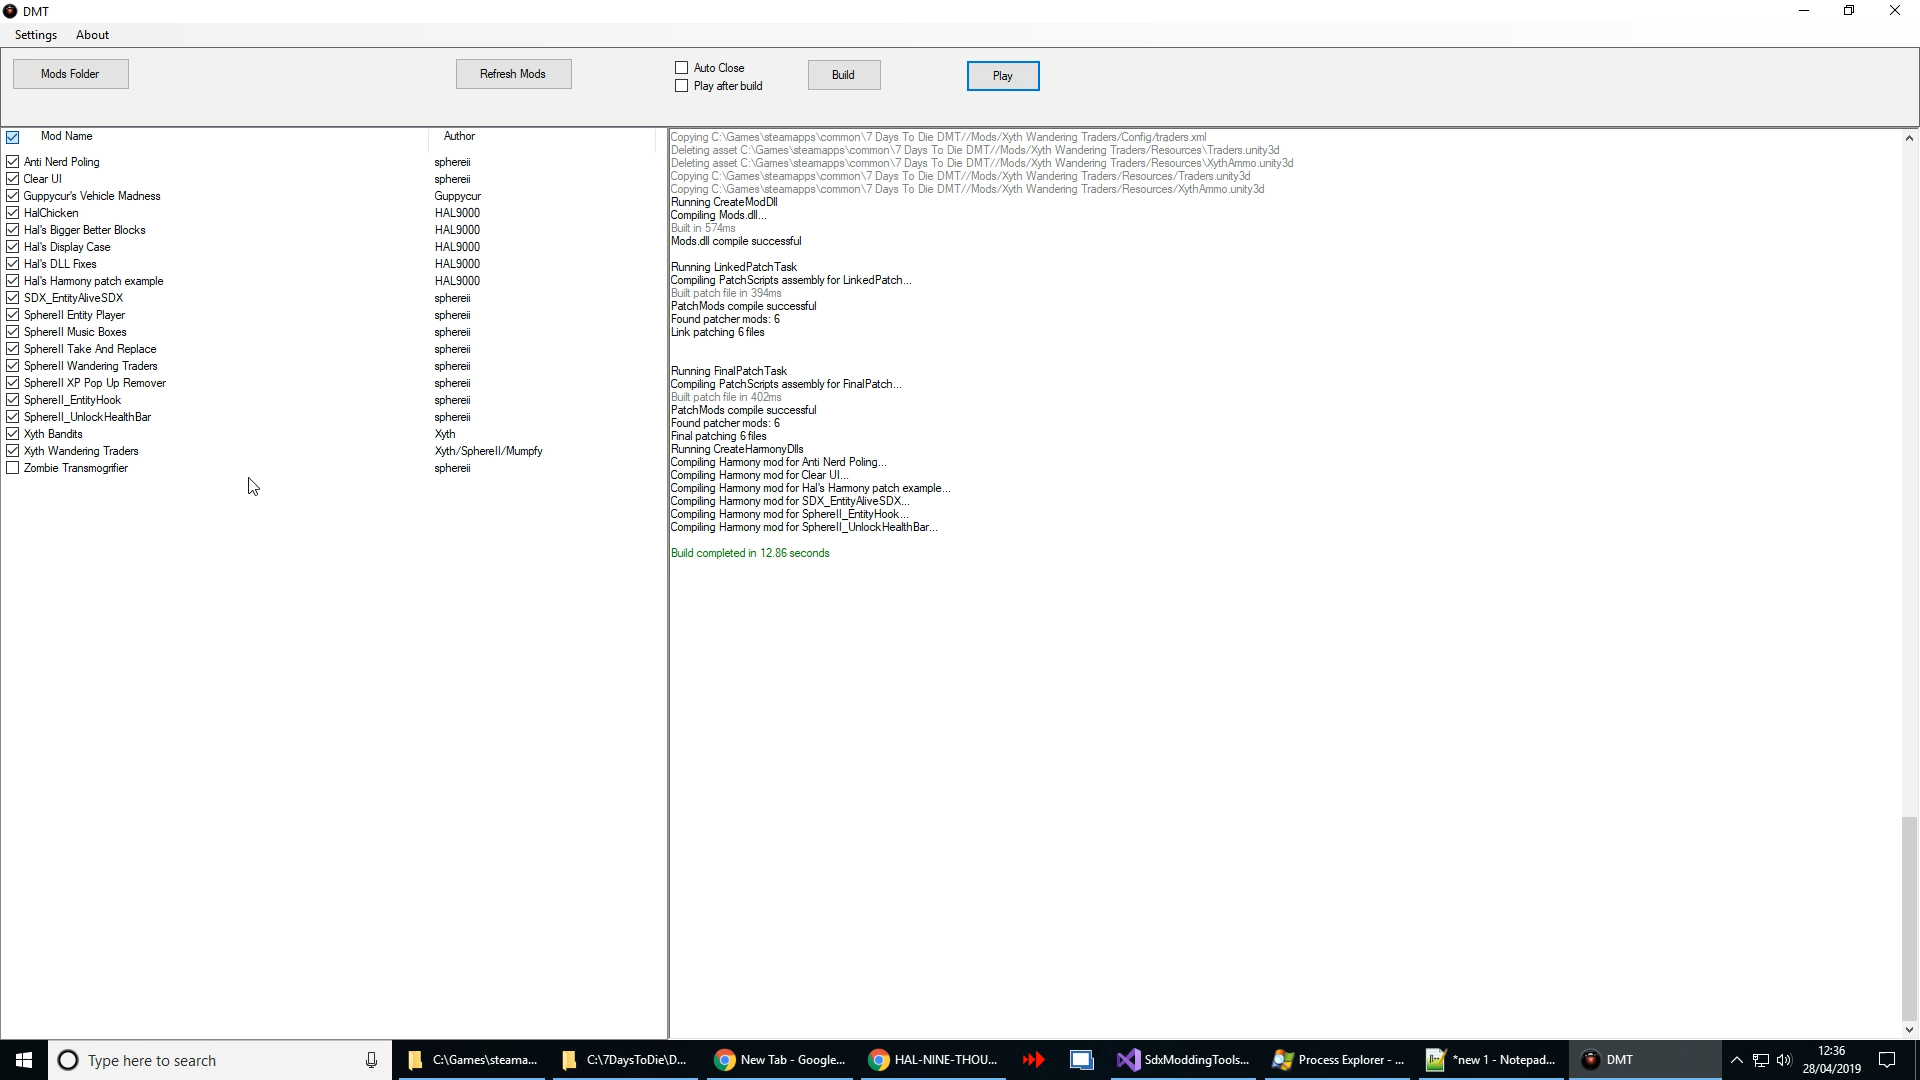 DMT
Settings About
Mods Folder
Refresh Mods
Auto Close
Play after build
Build
Play
Mod Name Author
Anti Nerd Poling sphereii
Clear UI sphereii
Guppycur's Vehicle Madness Guppycur
HalChicken HAL9000
Hal's Bigger Better Blocks HAL9000
Hal's Display Case HAL9000
Hal's DLL Fixes HAL9000
Hal's Harmony patch example HAL9000
SDX_EntityAliveSDX sphereii
SphereII Entity Player sphereii
SphereII Music Boxes sphereii
SphereII Take And Replace sphereii
SphereII Wandering Traders sphereii
SphereII XP Pop Up Remover sphereii
SphereII_EntityHook sphereii
SphereII_UnlockHealthBar sphereii
Xyth Bandits Xyth
Xyth Wandering Traders Xyth/SphereII/Mumpfy
Zombie Transmogrifier sphereii
Copying C:\Games\steamapps\common\7 Days To Die DMT//Mods/Xyth Wandering Traders/Config/traders.xml
Deleting asset C:\Games\steamapps\common\7 Days To Die DMT//Mods/Xyth Wandering Traders/Resources\Traders.unity3d
Deleting asset C:\Games\steamapps\common\7 Days To Die DMT//Mods/Xyth Wandering Traders/Resources\XythAmmo.unity3d
Copying C:\Games\steamapps\common\7 Days To Die DMT//Mods/Xyth Wandering Traders/Resources/Traders.unity3d
Copying C:\Games\steamapps\common\7 Days To Die DMT//Mods/Xyth Wandering Traders/Resources/XythAmmo.unity3d
Running CreateModDll
Compiling Mods.dll...
Built in 574ms
Mods.dll compile successful
Running LinkedPatchTask
Compiling PatchScripts assembly for LinkedPatch...
Built patch file in 394ms
PatchMods compile successful
Found patcher mods: 6
Link patching 6 files
Running FinalPatchTask
Compiling PatchScripts assembly for FinalPatch...
Built patch file in 402ms
PatchMods compile successful
Found patcher mods: 6
Final patching 6 files
Running CreateHarmonyDlls
Compiling Harmony mod for Anti Nerd Poling...
Compiling Harmony mod for Clear UI...
Compiling Harmony mod for Hal's Harmony patch example...
Compiling Harmony mod for SDX_EntityAliveSDX...
Compiling Harmony mod for SphereII_EntityHook...
Compiling Harmony mod for SphereII_UnlockHealthBar...
Build completed in 12.86 seconds
Type here to search
C:\Games\steama...
C:\7DaysToDie\D...
New Tab - Google...
HAL-NINE-THOU...
SdxModdingTools...
Process Explorer - ...
*new 1 - Notepad...
DMT
12:36
28/04/2019